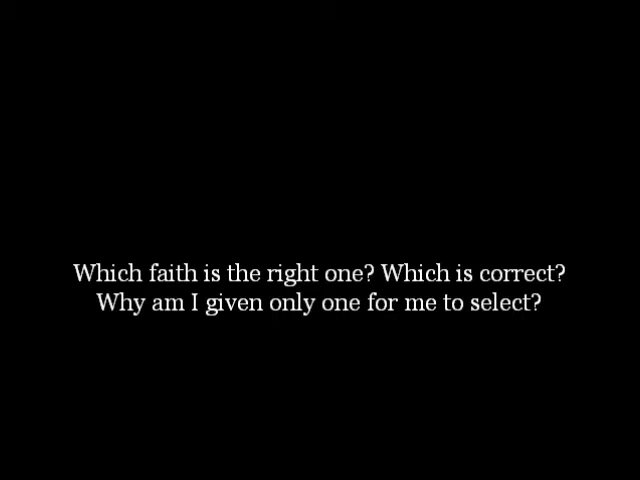 Which faith is the right one? Which is correct?
Why am I given only one for me to select?